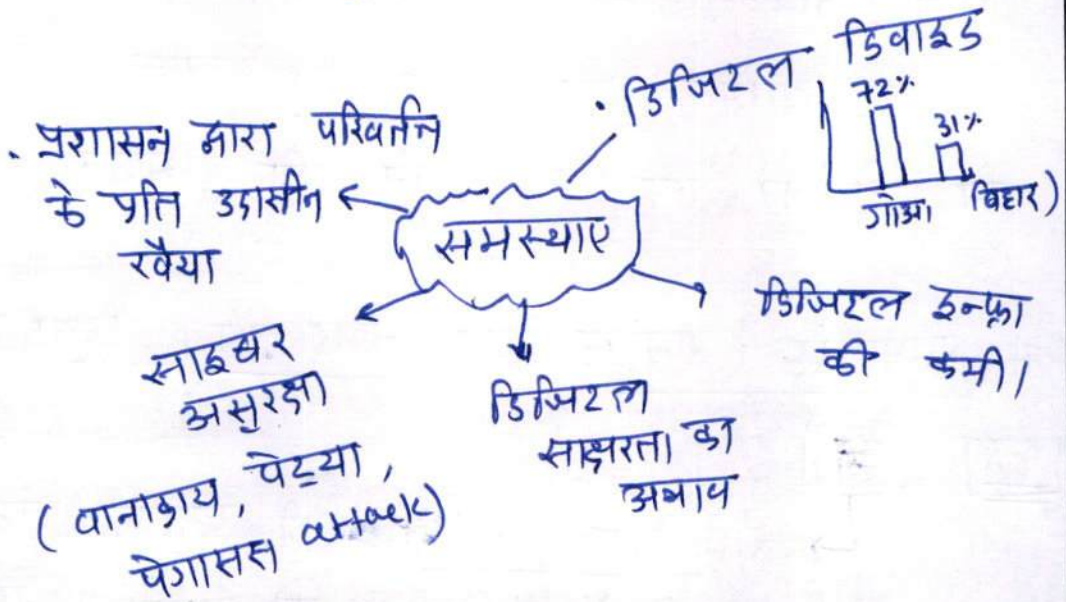 समस्याए
• डिजिटल डिवाइड
72%
31%
गोआ
बिहार)
• प्रशासन द्वारा परिवर्तन
के प्रति उदासीन
रवैया
साइबर
असुरक्षा
(वानाक्राय, पेट्या,
पेगासस attack)
डिजिटल
साक्षरता का
अभाव
डिजिटल इन्फ्रा
की कमी।